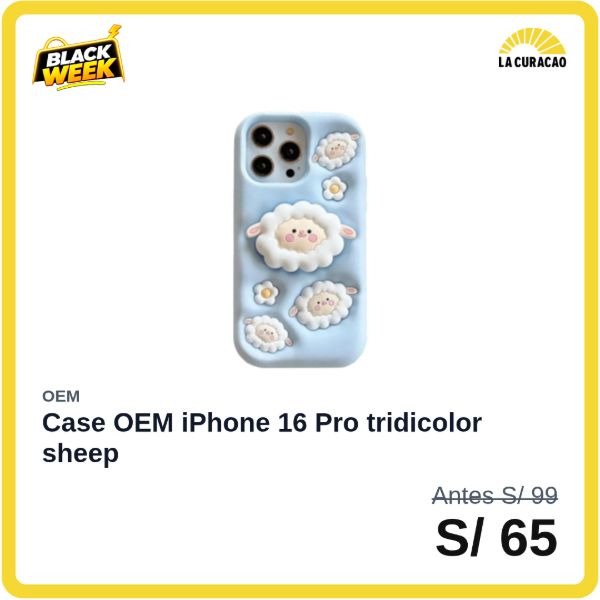 BLACK
WEEK
LA CURACAO
OEM
Case OEM iPhone 16 Pro tridicolor
sheep
Antes S/ 99
S/ 65